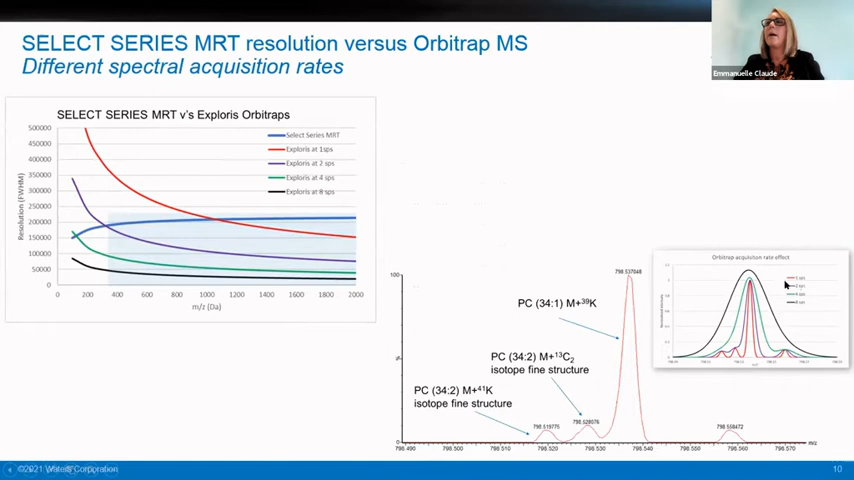 SELECT SERIES MRT resolution versus Orbitrap MS
Different spectral acquisition rates
Emmanuelle Claude
SELECT SERIES MRT v's Exploris Orbitraps
Resolution (FWHM)
500000
450000
400000
350000
300000
250000
200000
150000
100000
50000
0
0 200 400 600 800 1000 1200 1400 1600 1800 2000
m/z (Da)
Select Series MRT
Exploris at 1sps
Exploris at 2 sps
Exploris at 4 sps
Exploris at 8 sps
100
%
0
798.537048
PC (34:1) M+³⁹K
PC (34:2) M+¹³C₂
isotope fine structure
PC (34:2) M+⁴¹K
isotope fine structure
798.519775
798.528076
798.558472
798.490 798.500 798.510 798.520 798.530 798.540 798.550 798.560 798.570
m/z
Orbitrap acquisition rate effect
©2021 Waters Corporation
10